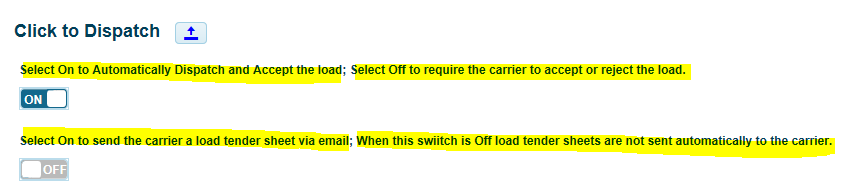 Click to Dispatch
Select On to Automatically Dispatch and Accept the load; Select Off to require the carrier to accept or reject the load.
ON
Select On to send the carrier a load tender sheet via email; When this swiitch is Off load tender sheets are not sent automatically to the carrier.
OFF